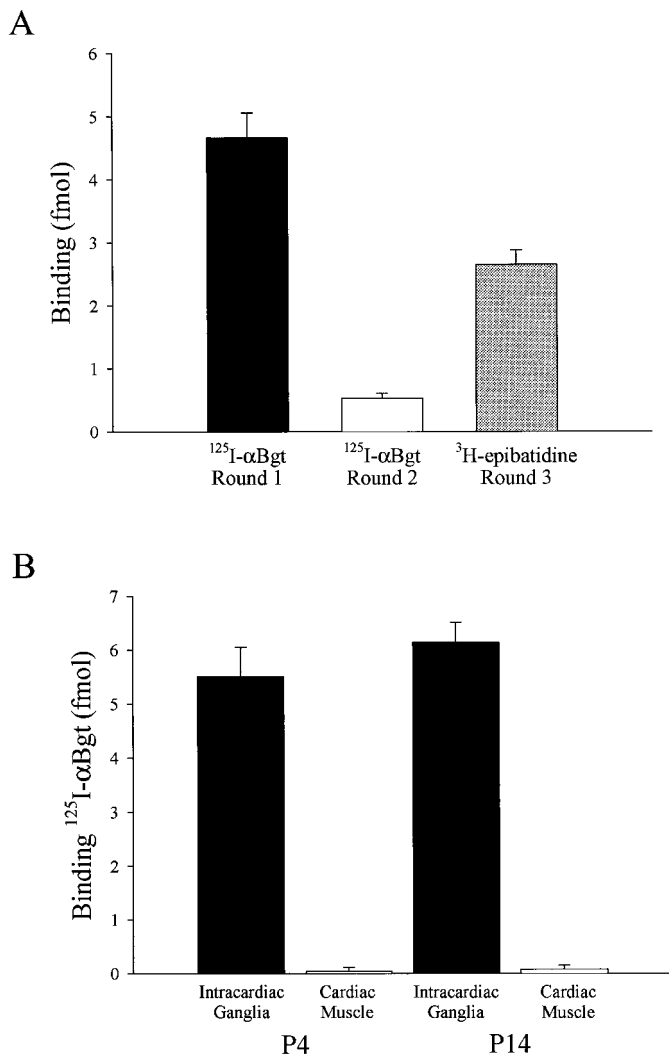 A
6
5
4
3
2
1
0
Binding (fmol)
¹²⁵I-αBgt ¹²⁵I-αBgt ³H-epibatidine
Round 1 Round 2 Round 3
B
7
6
5
4
3
2
1
0
Binding ¹²⁵I-αBgt (fmol)
Intracardiac Cardiac Intracardiac Cardiac
Ganglia Muscle Ganglia Muscle
P4 P14